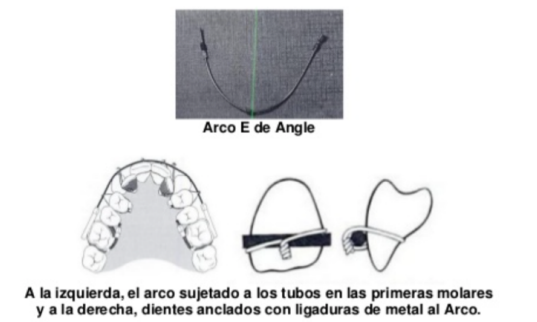 Arco E de Angle
A la izquierda, el arco sujetado a los tubos en las primeras molares
y a la derecha, dientes anclados con ligaduras de metal al Arco.